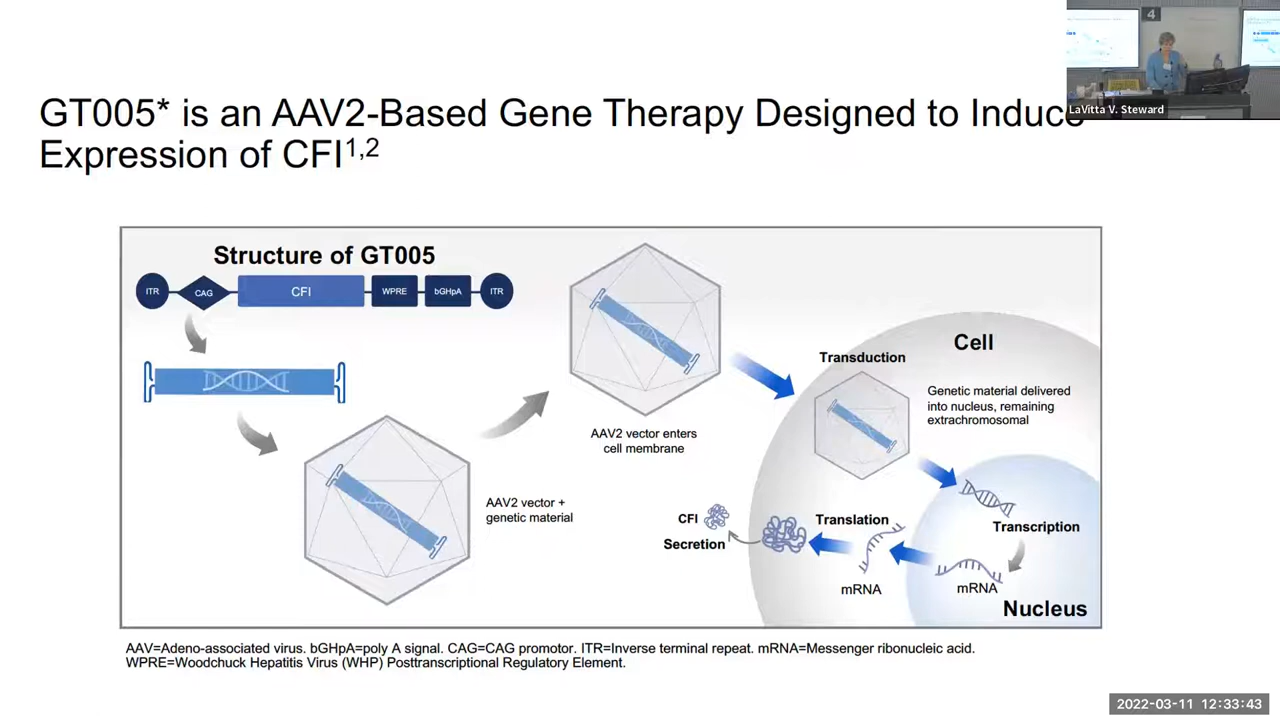 4
LaVitta V. Steward
GT005* is an AAV2-Based Gene Therapy Designed to Induce
Expression of CFI1,2
Structure of GT005
ITR CAG CFI WPRE bGHpA ITR
AAV2 vector +
genetic material
AAV2 vector enters
cell membrane
Transduction
Cell
Genetic material delivered
into nucleus, remaining
extrachromosomal
Transcription
mRNA
Nucleus
Translation
mRNA
CFI
Secretion
AAV=Adeno-associated virus. bGHpA=poly A signal. CAG=CAG promotor. ITR=Inverse terminal repeat. mRNA=Messenger ribonucleic acid.
WPRE=Woodchuck Hepatitis Virus (WHP) Posttranscriptional Regulatory Element.
2022-03-11 12:33:43